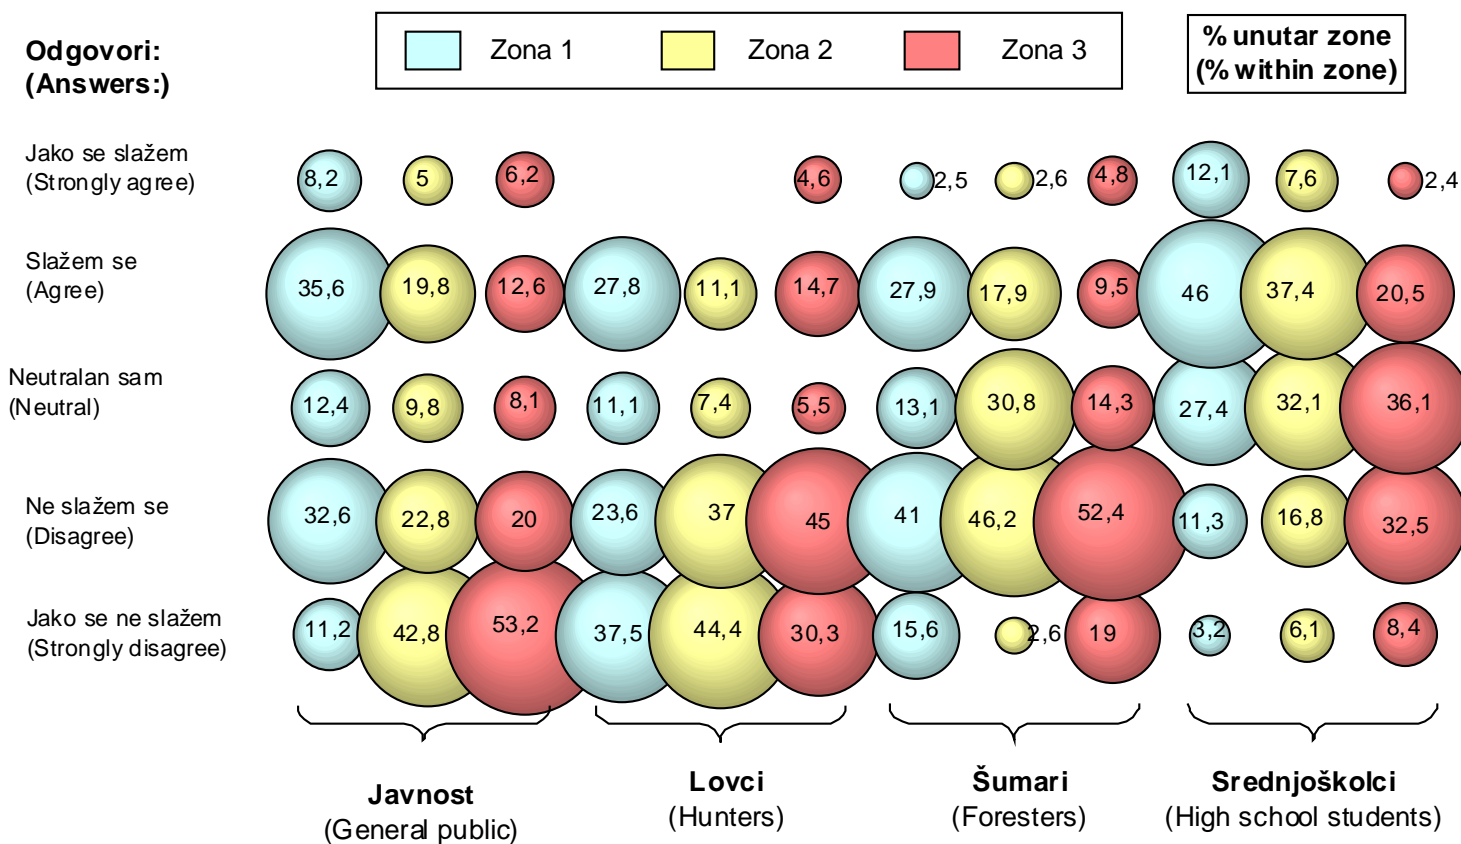 Odgovori:
(Answers:)
Zona 1 Zona 2 Zona 3
% unutar zone
(% within zone)
Jako se slažem
(Strongly agree)
8,2 5 6,2 4,6 2,5 2,6 4,8 12,1 7,6 2,4
Slažem se
(Agree)
35,6 19,8 12,6 27,8 11,1 14,7 27,9 17,9 9,5 46 37,4 20,5
Neutralan sam
(Neutral)
12,4 9,8 8,1 11,1 7,4 5,5 13,1 30,8 14,3 27,4 32,1 36,1
Ne slažem se
(Disagree)
32,6 22,8 20 23,6 37 45 41 46,2 52,4 11,3 16,8 32,5
Jako se ne slažem
(Strongly disagree)
11,2 42,8 53,2 37,5 44,4 30,3 15,6 2,6 19 3,2 6,1 8,4
Javnost
(General public)
Lovci
(Hunters)
Šumari
(Foresters)
Srednjoškolci
(High school students)